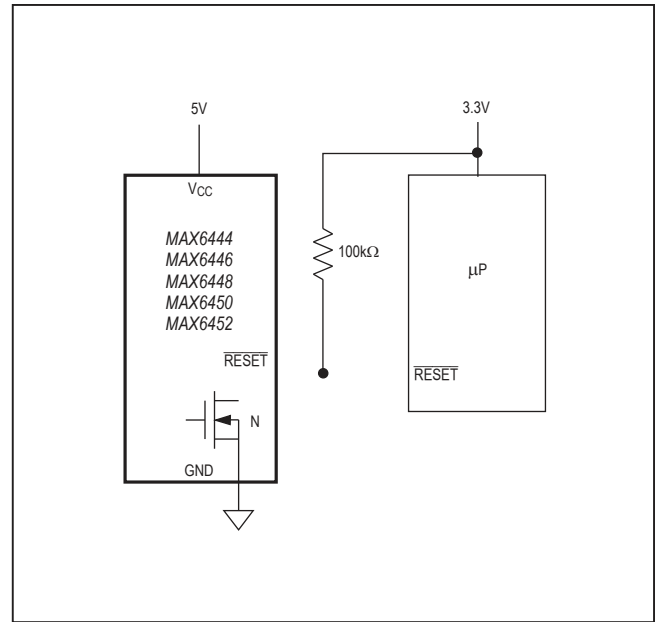 5V
3.3V
VCC
MAX6444
MAX6446
MAX6448
MAX6450
MAX6452
100kΩ
μP
RESET
RESET
N
GND